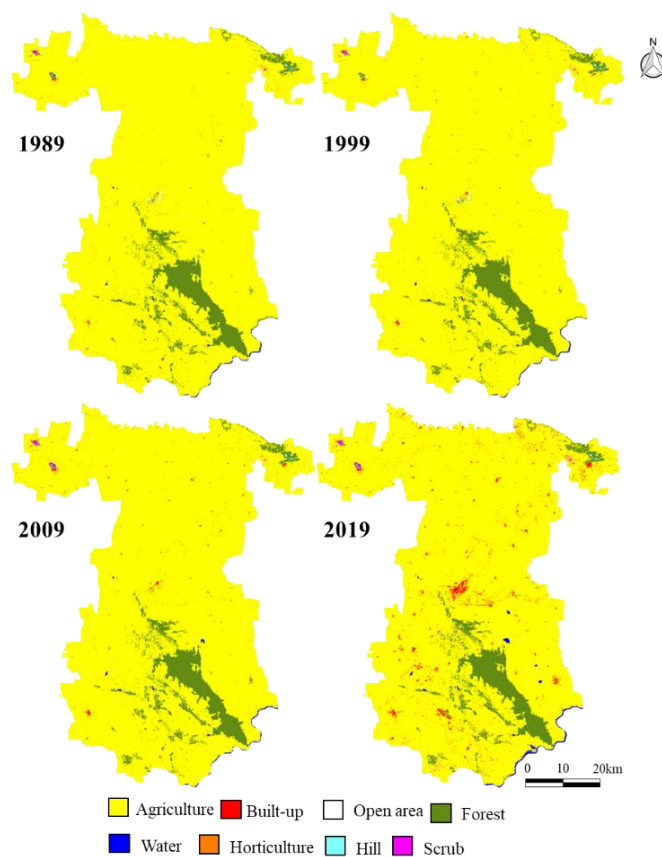 N
1989
1999
2009
2019
0 10 20km
Agriculture Built-up Open area Forest
Water Horticulture Hill Scrub